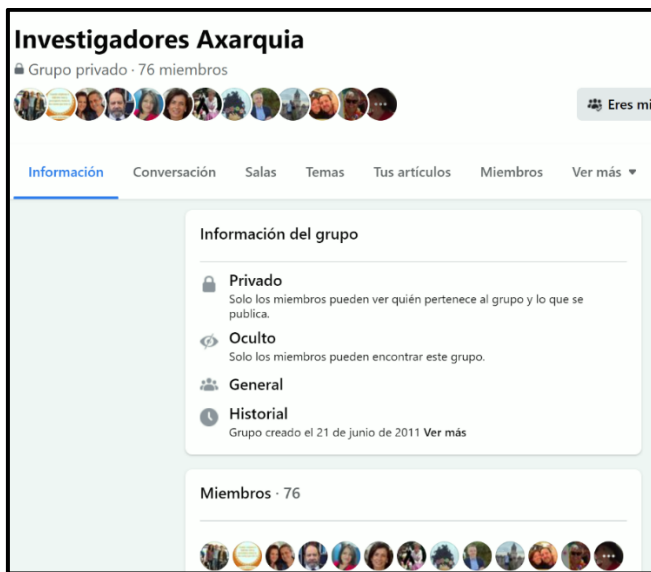 Investigadores Axarquia
Grupo privado · 76 miembros
Eres mi
Información Conversación Salas Temas Tus artículos Miembros Ver más
Información del grupo
Privado
Solo los miembros pueden ver quién pertenece al grupo y lo que se
publica.
Oculto
Solo los miembros pueden encontrar este grupo.
General
Historial
Grupo creado el 21 de junio de 2011 Ver más
Miembros · 76